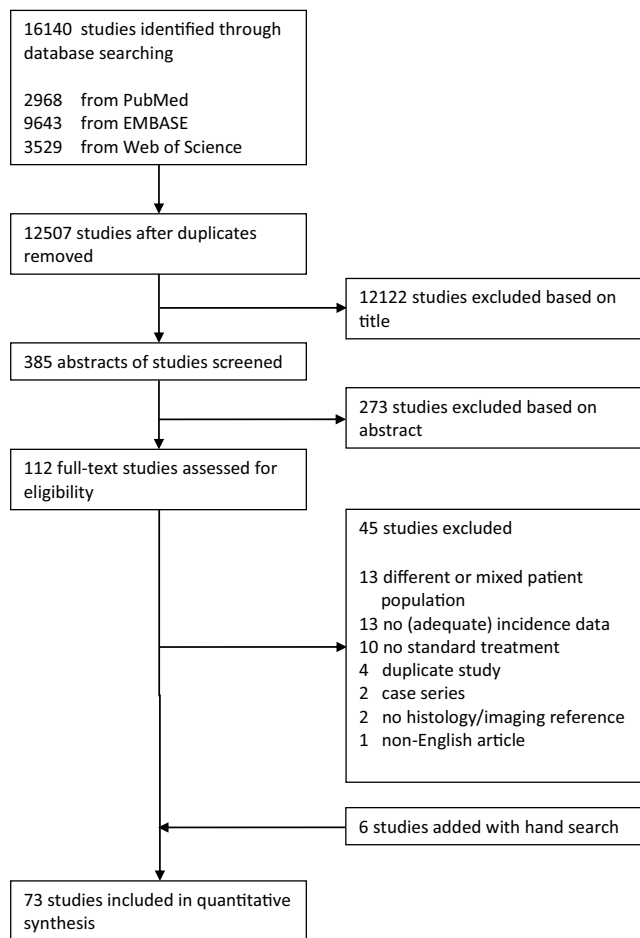 16140 studies identified through
database searching
2968 from PubMed
9643 from EMBASE
3529 from Web of Science
12507 studies after duplicates
removed
12122 studies excluded based on
title
385 abstracts of studies screened
273 studies excluded based on
abstract
112 full-text studies assessed for
eligibility
45 studies excluded
13 different or mixed patient
population
13 no (adequate) incidence data
10 no standard treatment
4 duplicate study
2 case series
2 no histology/imaging reference
1 non-English article
6 studies added with hand search
73 studies included in quantitative
synthesis